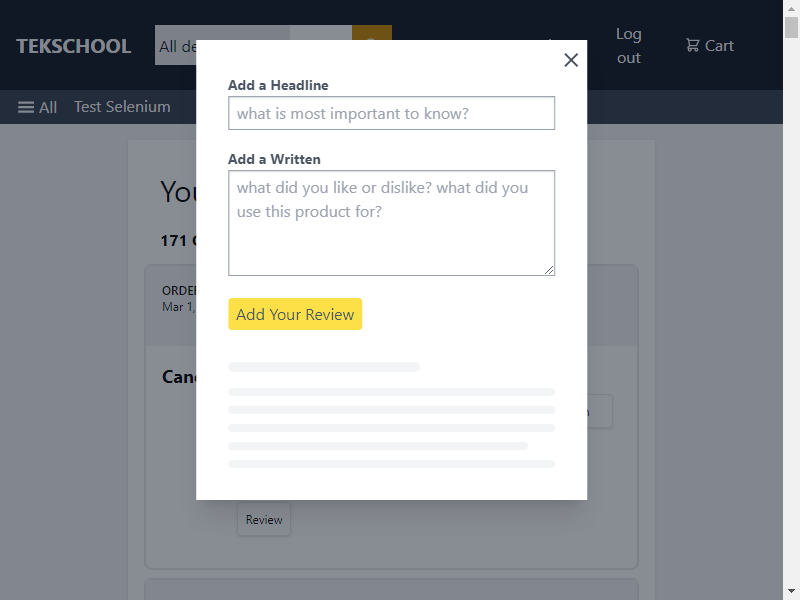 TEKSCHOOL
All de
Log
out
Cart
All
Test Selenium
Add a Headline
what is most important to know?
Add a Written
what did you like or dislike? what did you
use this product for?
Add Your Review
You
171
ORDER
Mar 1,
Canc
Review